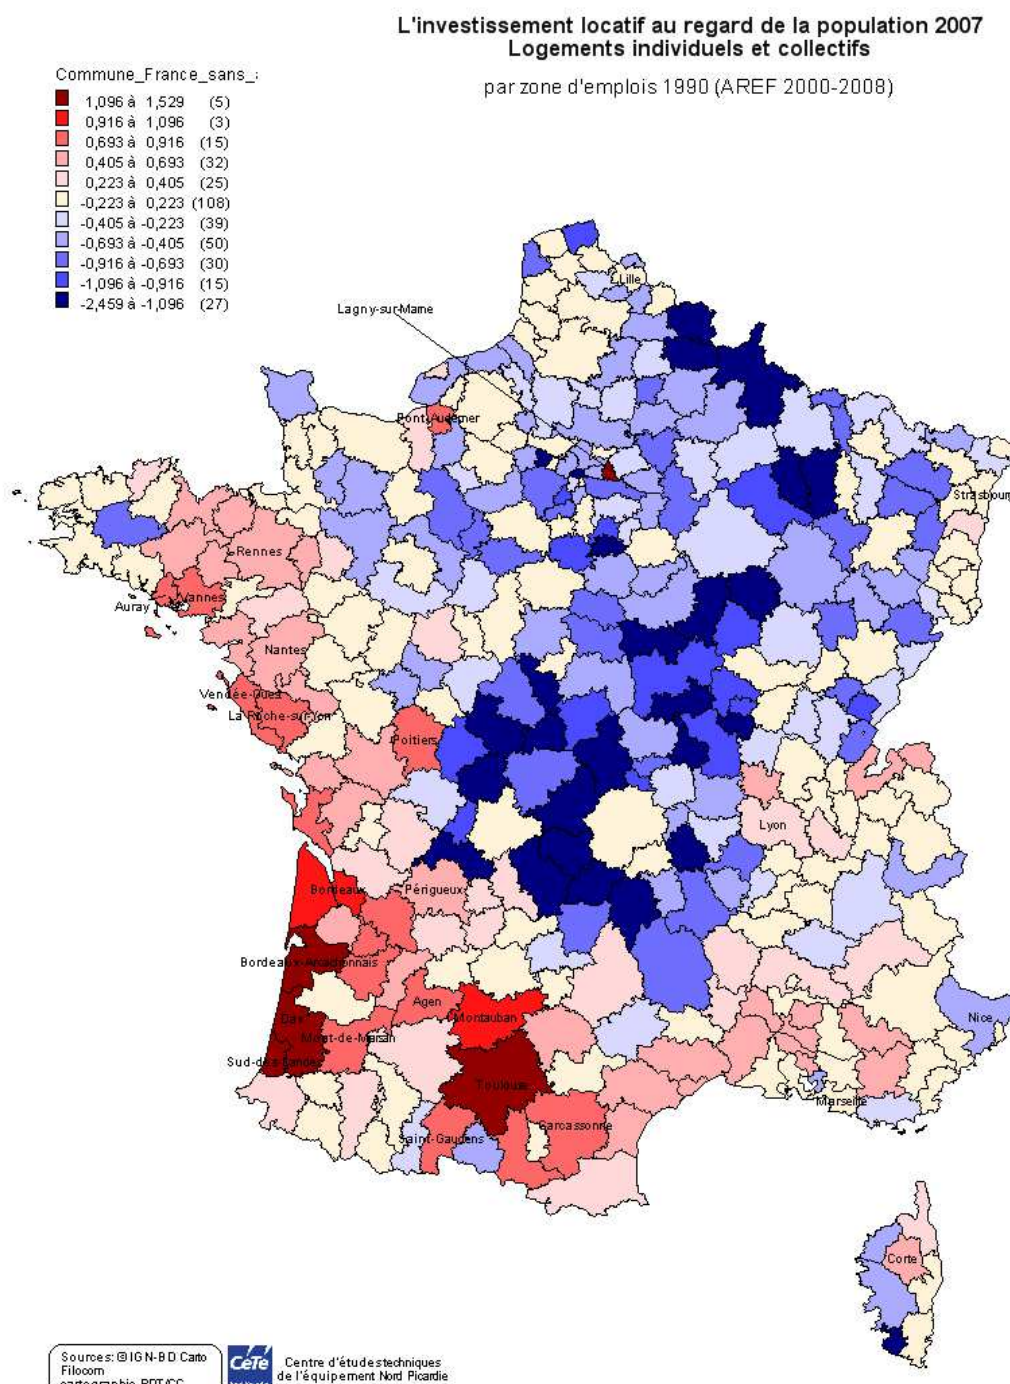 L'investissement locatif au regard de la population 2007
Logements individuels et collectifs
par zone d'emplois 1990 (AREF 2000-2008)
Commune_France_sans_
1,096 à 1,529 (5)
0,916 à 1,096 (3)
0,693 à 0,916 (15)
0,405 à 0,693 (32)
0,223 à 0,405 (25)
-0,223 à 0,223 (108)
-0,405 à -0,223 (39)
-0,693 à -0,405 (50)
-0,916 à -0,693 (30)
-1,096 à -0,916 (15)
-2,459 à -1,096 (27)
Lille
Lagny-sur-Marne
Pont-Audemer
Strasbourg
Rennes
Vannes
Auray
Nantes
Vendée-Ouest
La Roche-sur-Yon
Poitiers
Lyon
Bordeaux
Périgueux
Bordeaux-Arcachonnais
Agen
Dax
Montauban
Nice
Mont-de-Marsan
Sud-des-Landes
Toulouse
Marseille
Carcassonne
Saint-Gaudens
Corte
Sources: @IGN-BD Carto
Filocom
cartographie PDT/CC
CéTé
Centre d'études techniques
de l'équipement Nord Picardie